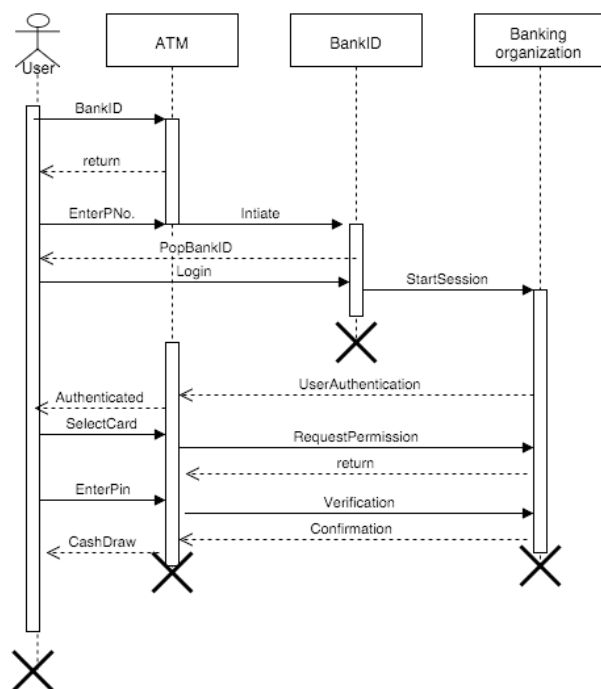 ATM
BankID
Banking
organization
User
BankID
return
EnterPNo.
Intiate
PopBankID
Login
StartSession
UserAuthentication
Authenticated
SelectCard
RequestPermission
return
EnterPin
Verification
Confirmation
CashDraw